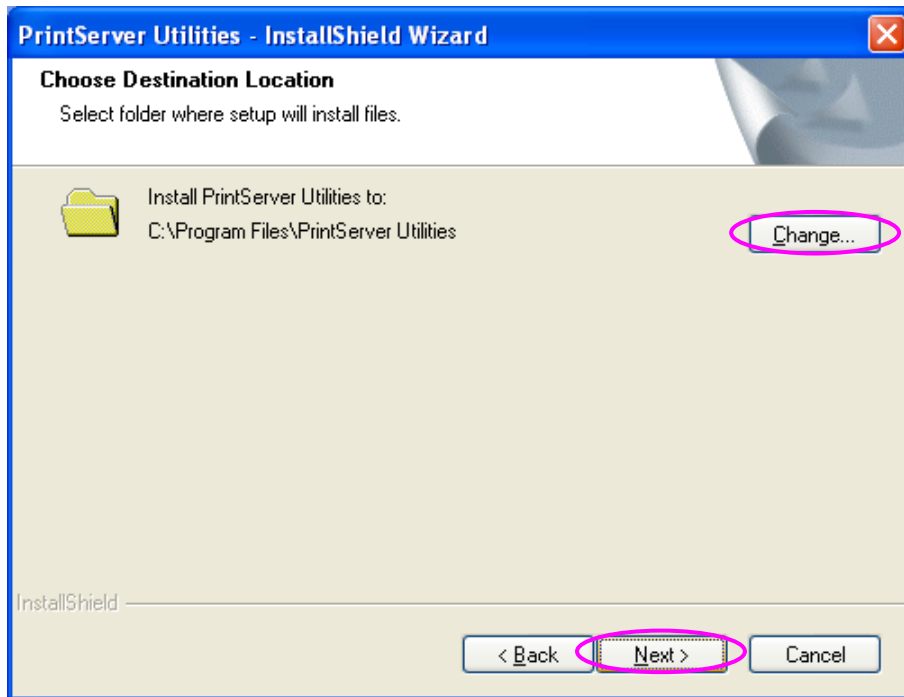 PrintServer Utilities - InstallShield Wizard
Choose Destination Location
Select folder where setup will install files.
Install PrintServer Utilities to:
C:\Program Files\PrintServer Utilities
Change...
InstallShield
< Back
Next >
Cancel